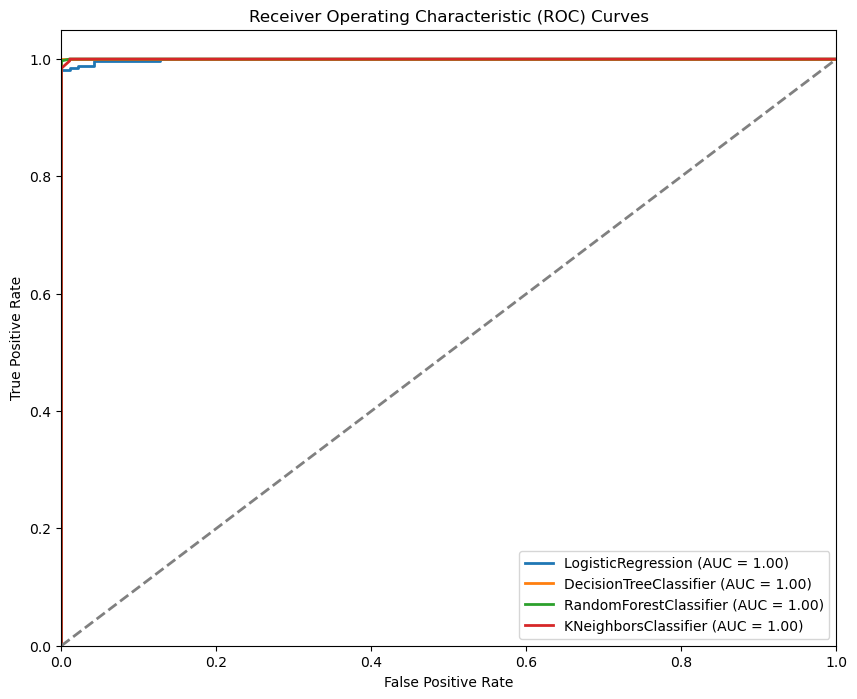 Receiver Operating Characteristic (ROC) Curves
True Positive Rate
1.0
0.8
0.6
0.4
0.2
0.0
0.0 0.2 0.4 0.6 0.8 1.0
False Positive Rate
LogisticRegression (AUC = 1.00)
DecisionTreeClassifier (AUC = 1.00)
RandomForestClassifier (AUC = 1.00)
KNeighborsClassifier (AUC = 1.00)